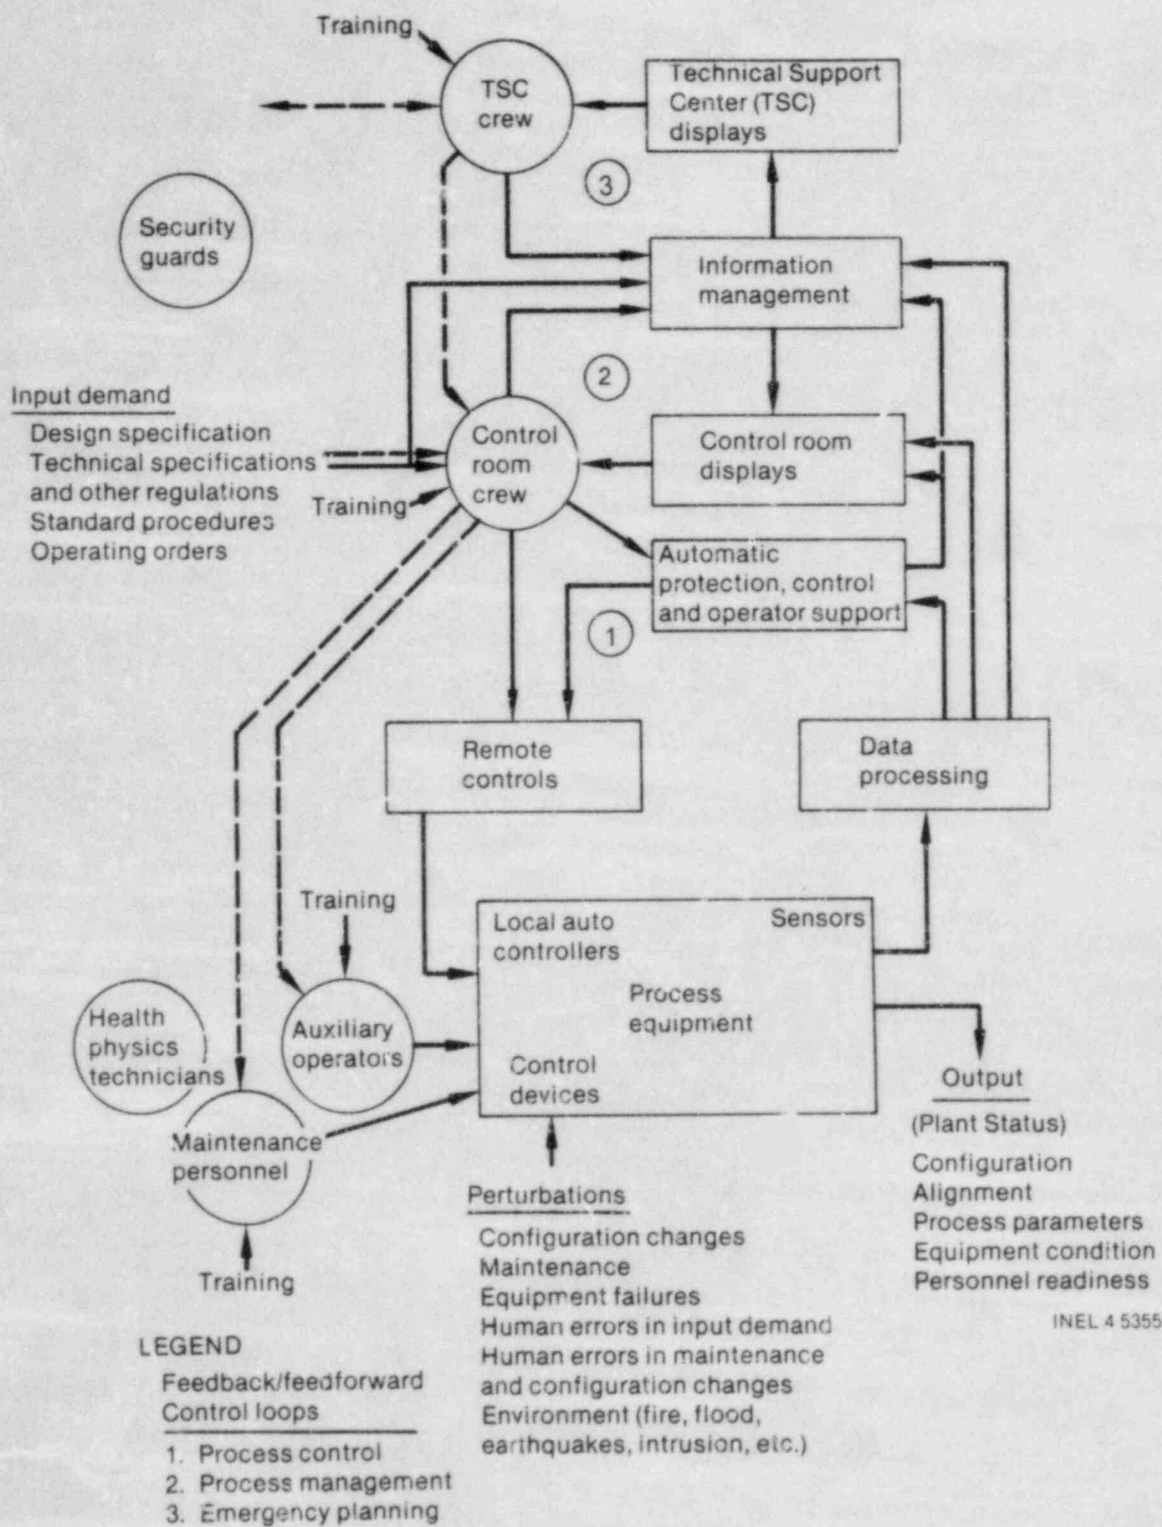 Training
TSC
crew
Technical Support
Center (TSC)
displays
3
Security
guards
Information
management
2
Input demand
Design specification
Technical specifications
and other regulations
Standard procedures
Operating orders
Training
Control
room
crew
Control room
displays
Automatic
protection, control
and operator support
1
Remote
controls
Data
processing
Training
Local auto
controllers
Sensors
Process
equipment
Control
devices
Health
physics
technicians
Auxiliary
operators
Maintenance
personnel
Training
Output
(Plant Status)
Configuration
Alignment
Process parameters
Equipment condition
Personnel readiness
Perturbations
Configuration changes
Maintenance
Equipment failures
Human errors in input demand
Human errors in maintenance
and configuration changes
Environment (fire, flood,
earthquakes, intrusion, etc.)
INEL 4 5355
LEGEND
Feedback/feedforward
Control loops
1. Process control
2. Process management
3. Emergency planning